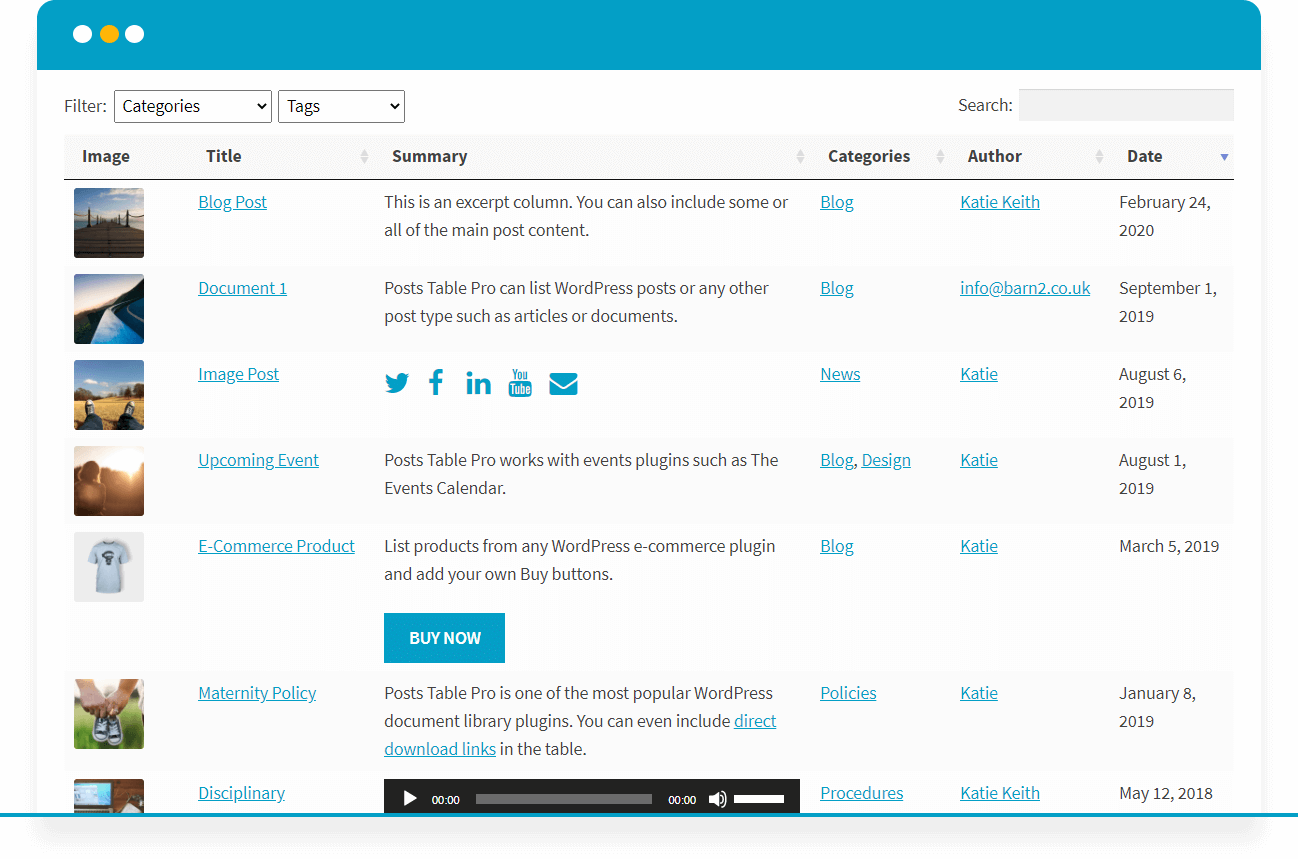 Filter: Categories Tags Search:
Image Title Summary Categories Author Date
Blog Post This is an excerpt column. You can also include some or Blog Katie Keith February 24,
all of the main post content. 2020
Document 1 Posts Table Pro can list WordPress posts or any other Blog info@barn2.co.uk September 1,
post type such as articles or documents. 2019
Image Post You Tube News Katie August 6,
2019
Upcoming Event Posts Table Pro works with events plugins such as The Blog, Design Katie August 1,
Events Calendar. 2019
E-Commerce Product List products from any WordPress e-commerce plugin Blog Katie March 5, 2019
and add your own Buy buttons.
BUY NOW
Maternity Policy Posts Table Pro is one of the most popular WordPress Policies Katie January 8,
document library plugins. You can even include direct 2019
download links in the table.
Disciplinary 00:00 00:00 Procedures Katie Keith May 12, 2018